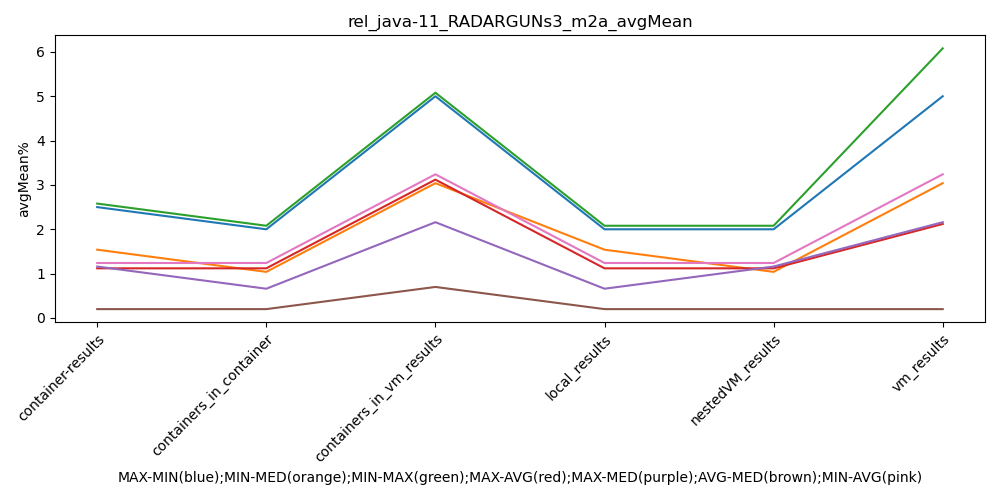 rel_java-11_RADARGUNs3_m2a_avgMean
avgMean%
6
5
4
3
2
1
0
container-results
containers_in_container
containers_in_vm_results
local_results
nestedVM_results
vm_results
MAX-MIN(blue);MIN-MED(orange);MIN-MAX(green);MAX-AVG(red);MAX-MED(purple);AVG-MED(brown);MIN-AVG(pink)